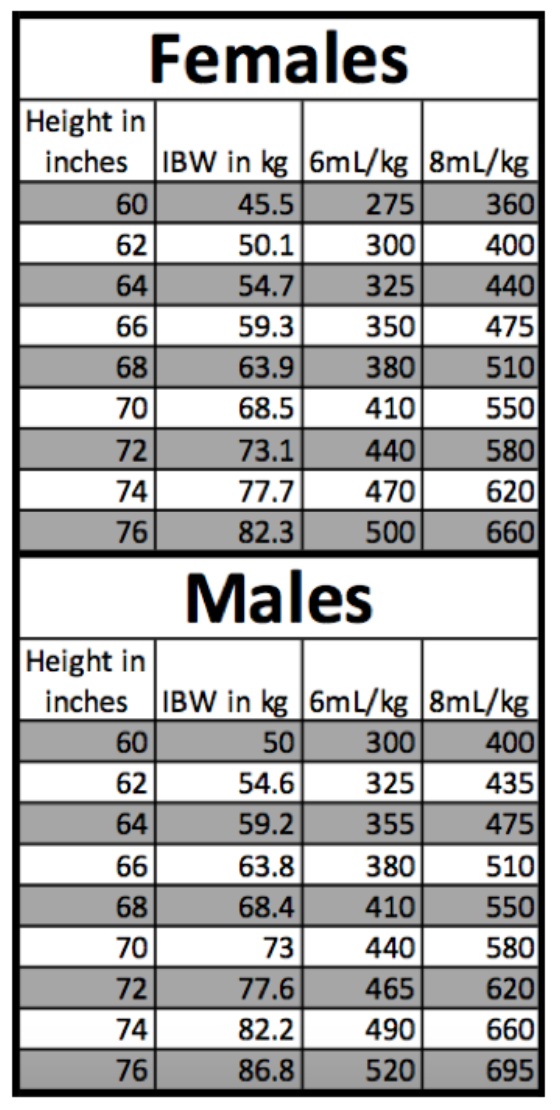 Females
Height in
inches IBW in kg 6mL/kg 8mL/kg
60 45.5 275 360
62 50.1 300 400
64 54.7 325 440
66 59.3 350 475
68 63.9 380 510
70 68.5 410 550
72 73.1 440 580
74 77.7 470 620
76 82.3 500 660
Males
Height in
inches IBW in kg 6mL/kg 8mL/kg
60 50 300 400
62 54.6 325 435
64 59.2 355 475
66 63.8 380 510
68 68.4 410 550
70 73 440 580
72 77.6 465 620
74 82.2 490 660
76 86.8 520 695